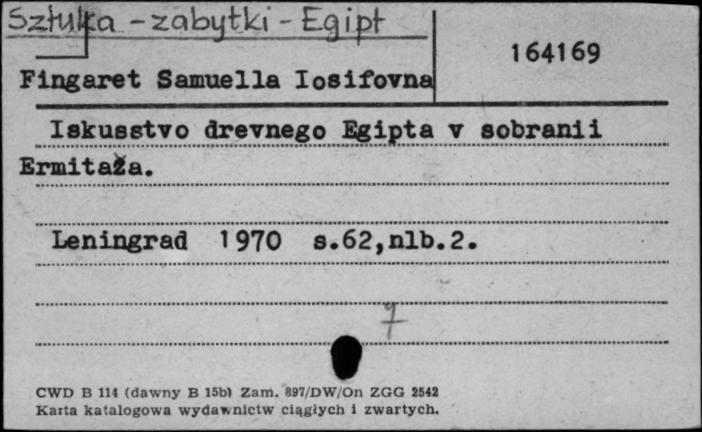 Sztuka - zabytki - Egipt
164169
Fingaret Samuella Iosifovna
Iskusstvo drevnego Egipta v sobranii
Ermitaža.
Leningrad 1970 s.62,nlb.2.
7
CWD B 114 (dawny B 15b) Zam. 897/DW/On ZGG 2542
Karta katalogowa wydawnictw ciągłych i zwartych.